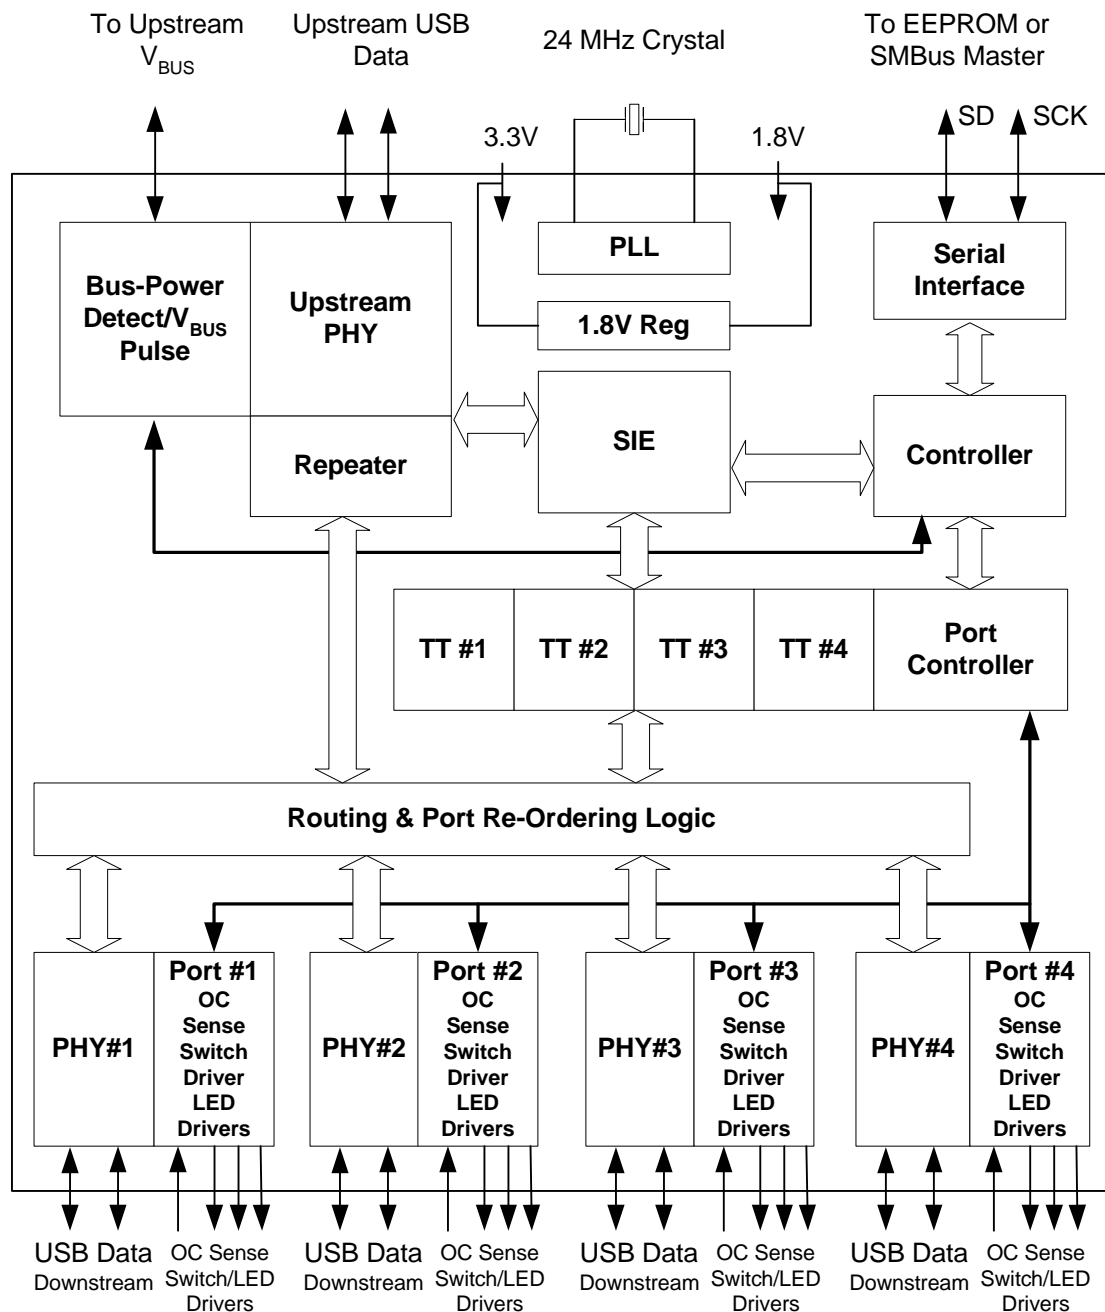 To Upstream
VBUS
Upstream USB
Data
24 MHz Crystal
To EEPROM or
SMBus Master
3.3V
1.8V
SD
SCK
Bus-Power
Detect/VBUS
Pulse
Upstream
PHY
PLL
1.8V Reg
Serial
Interface
Repeater
SIE
Controller
TT #1
TT #2
TT #3
TT #4
Port
Controller
Routing & Port Re-Ordering Logic
PHY#1
Port #1
OC
Sense
Switch
Driver
LED
Drivers
PHY#2
Port #2
OC
Sense
Switch
Driver
LED
Drivers
PHY#3
Port #3
OC
Sense
Switch
Driver
LED
Drivers
PHY#4
Port #4
OC
Sense
Switch
Driver
LED
Drivers
USB Data
Downstream
OC Sense
Switch/LED
Drivers
USB Data
Downstream
OC Sense
Switch/LED
Drivers
USB Data
Downstream
OC Sense
Switch/LED
Drivers
USB Data
Downstream
OC Sense
Switch/LED
Drivers